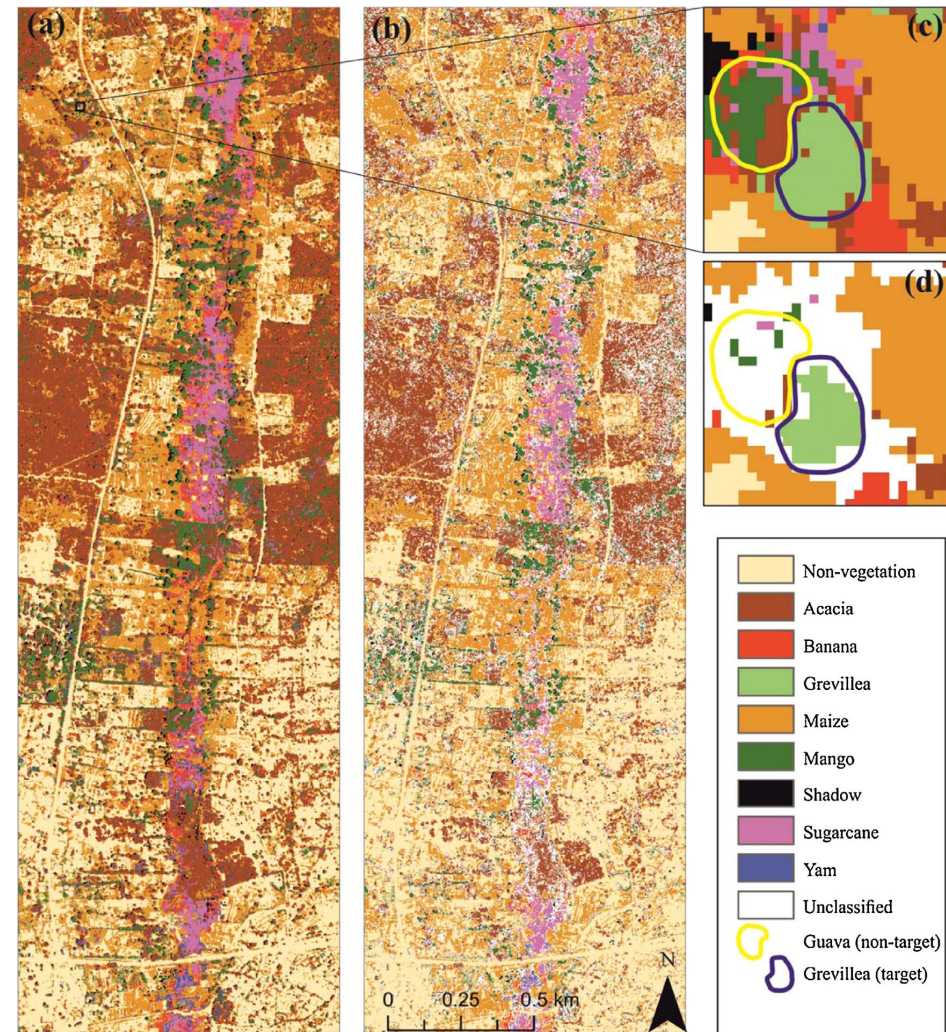 (a)
(b)
(c)
(d)
Non-vegetation
Acacia
Banana
Grevillea
Maize
Mango
Shadow
Sugarcane
Yam
Unclassified
Guava (non-target)
Grevillea (target)
N
0 0.25 0.5 km